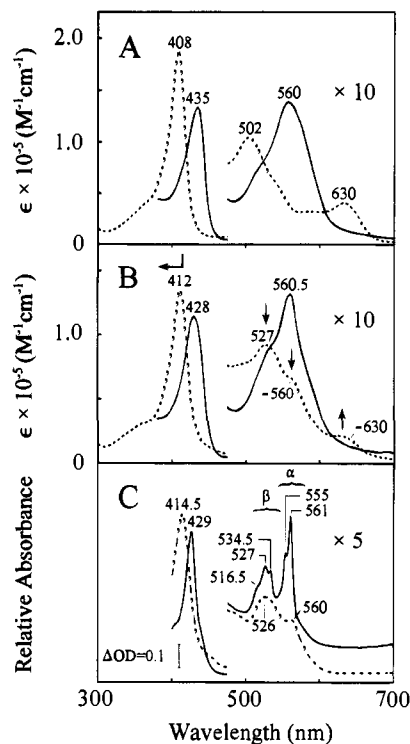 2.0
A
408
435
560
× 10
502
630
1.0
0
ϵ × 10⁻⁵ (M⁻¹cm⁻¹)
B
412
428
560.5
× 10
527
~560
~630
1.0
0
ϵ × 10⁻⁵ (M⁻¹cm⁻¹)
C
α
β
555
561
× 5
414.5
429
534.5
527
516.5
526
560
ΔOD=0.1
Relative Absorbance
300 500 700
Wavelength (nm)